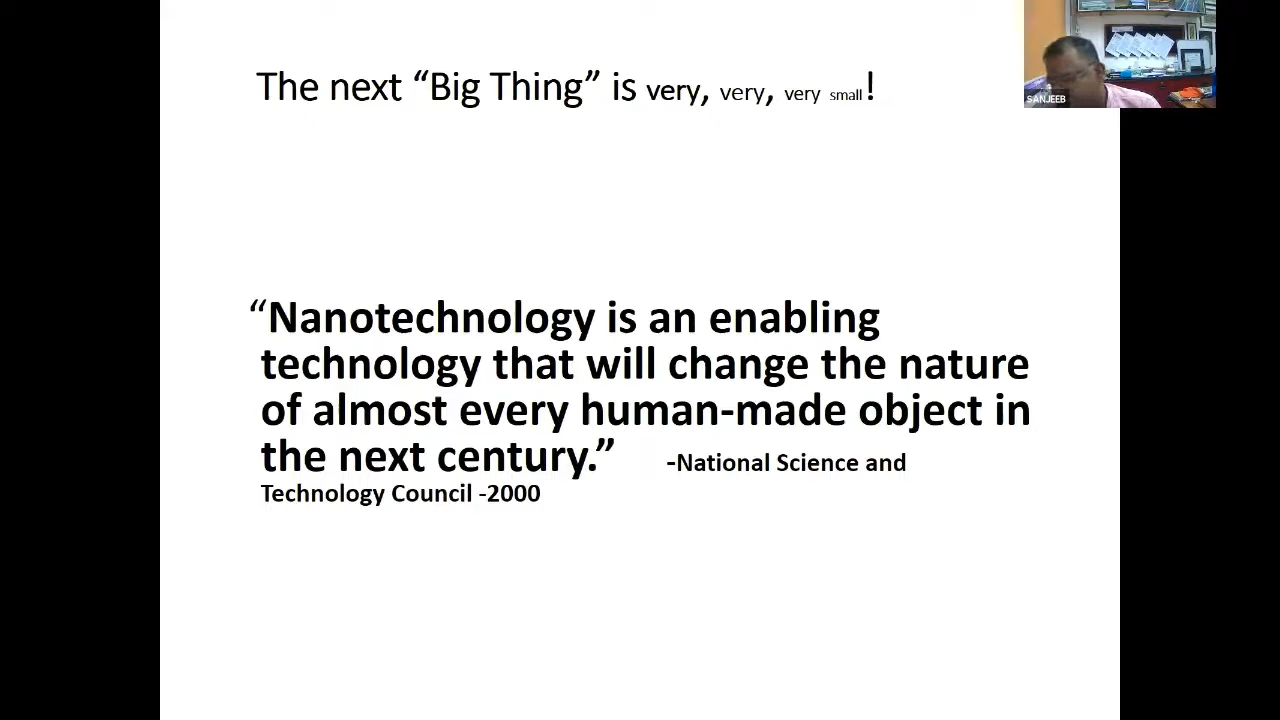 The next “Big Thing” is very, very, very small!
SANJEEB
“Nanotechnology is an enabling
technology that will change the nature
of almost every human-made object in
the next century.” -National Science and
Technology Council -2000